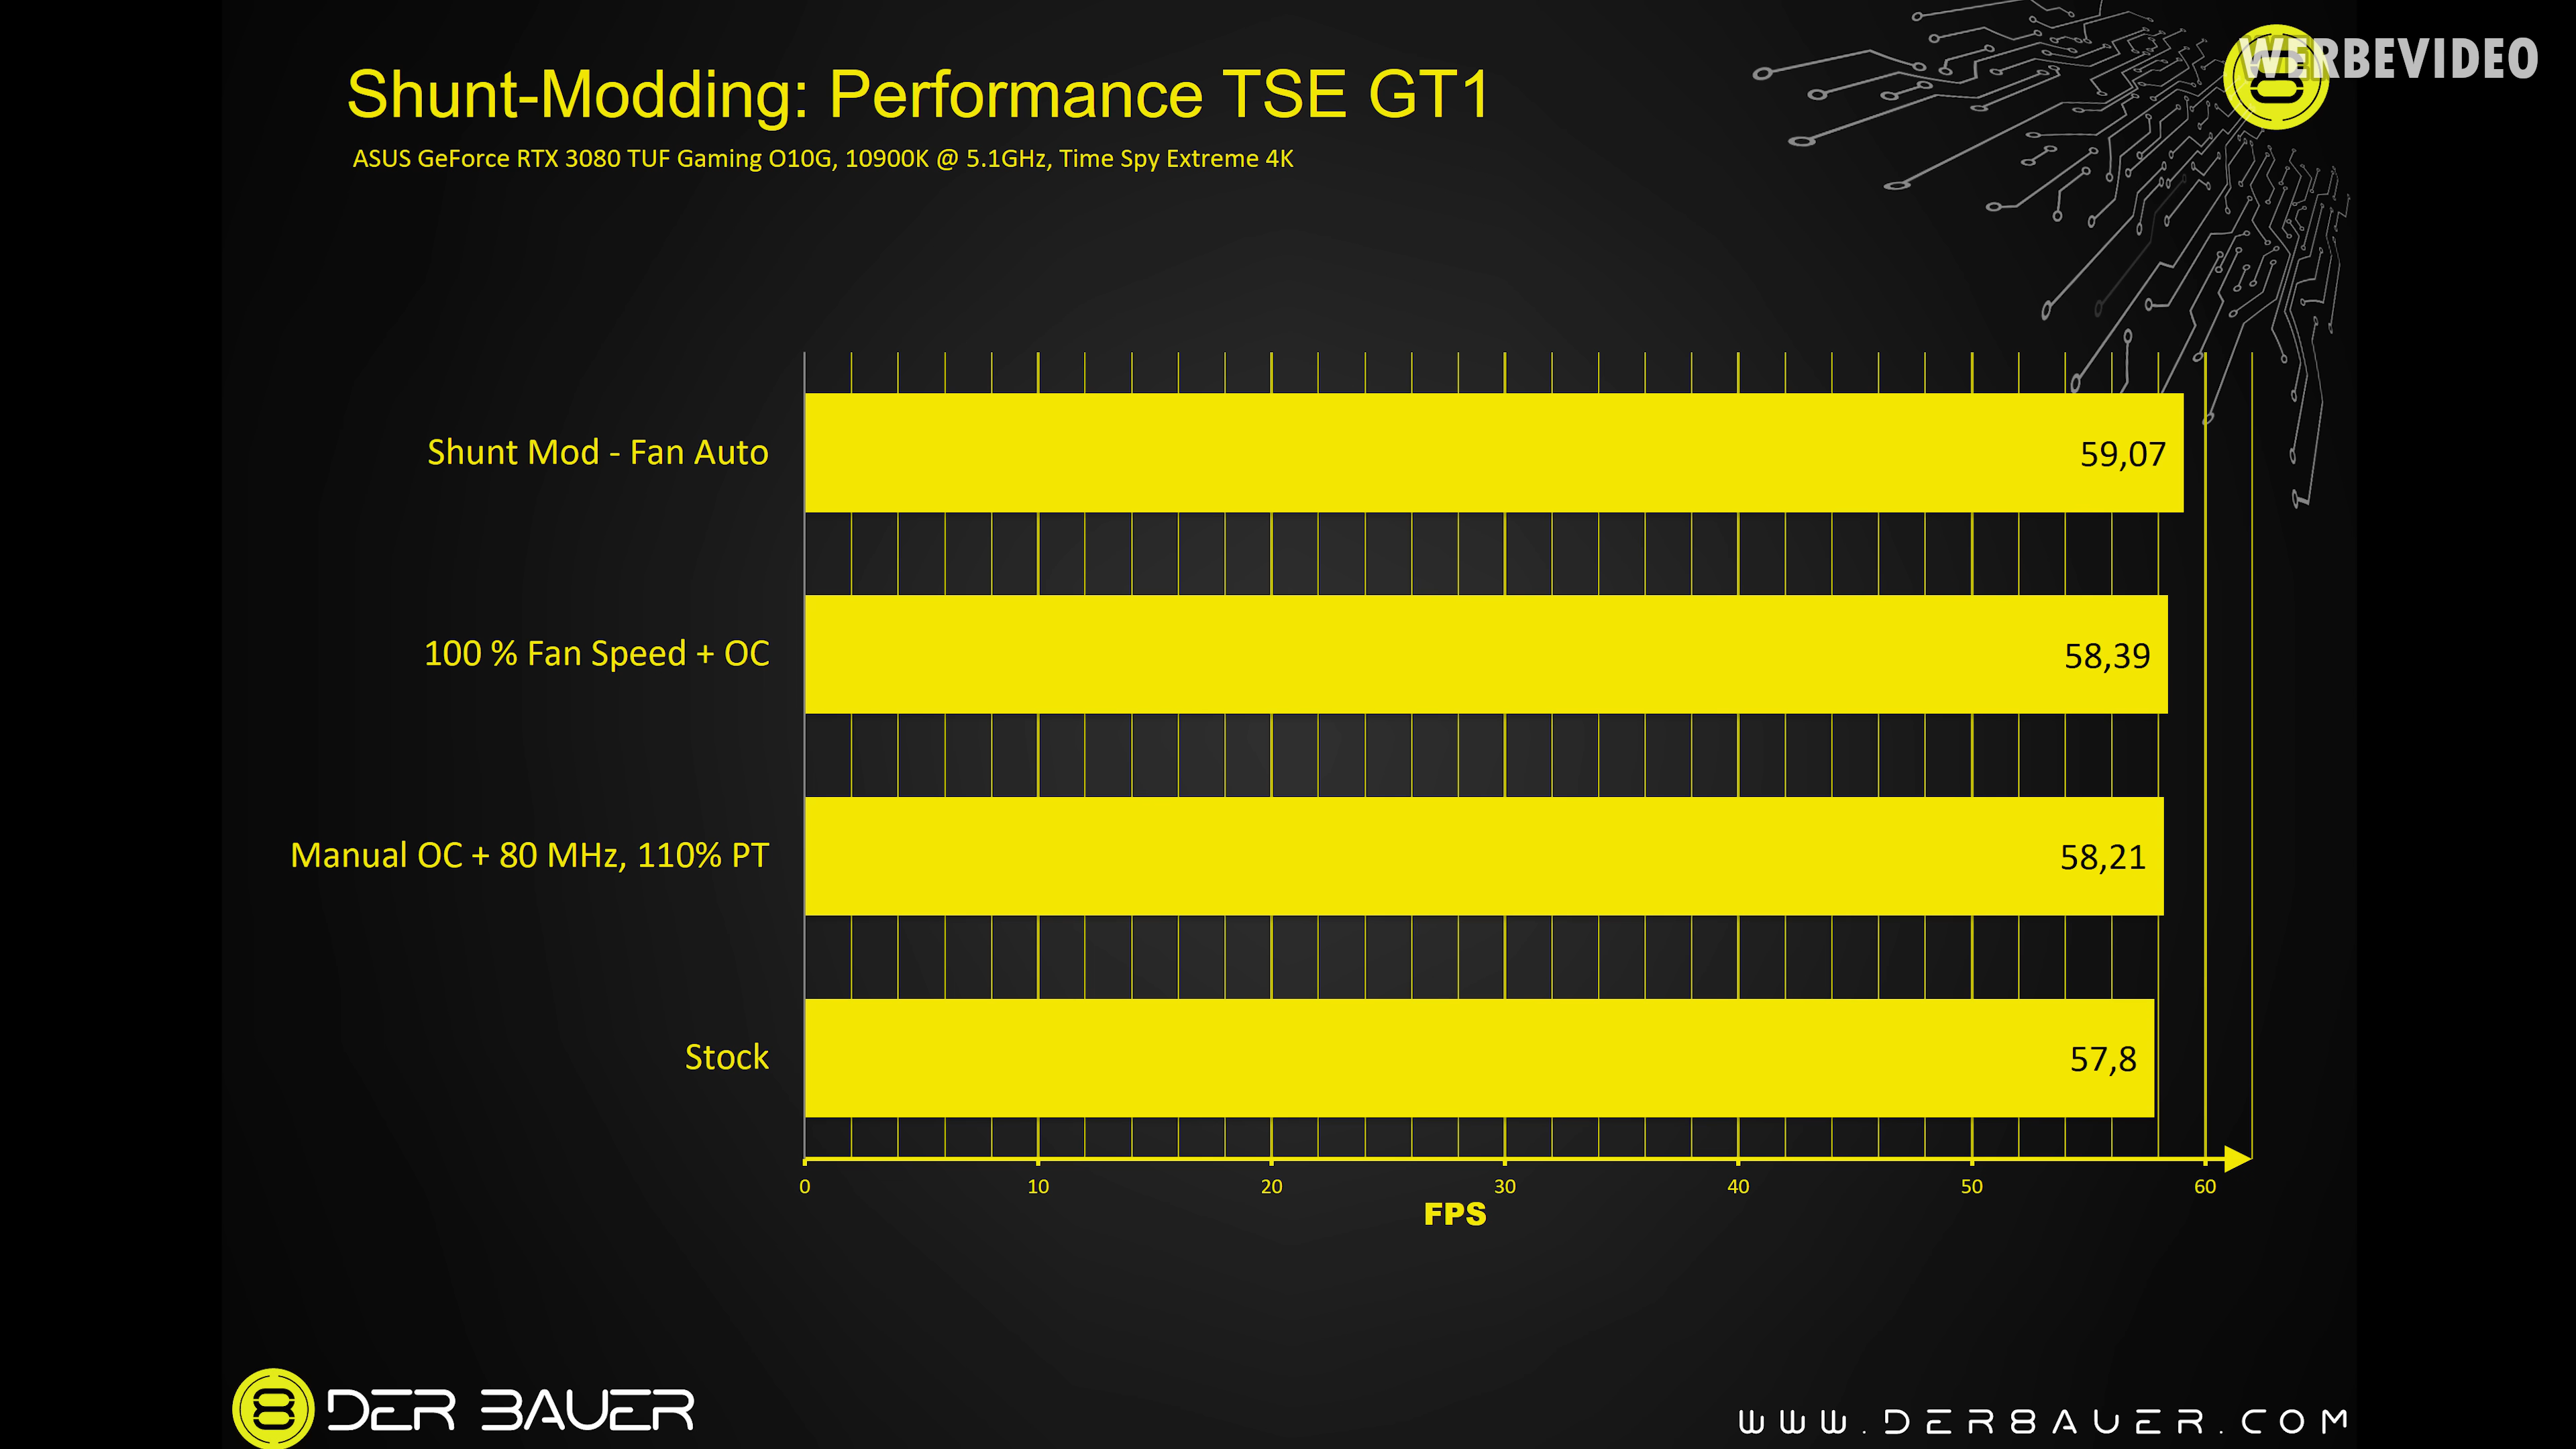 WERBEVIDEO
Shunt-Modding: Performance TSE GT1
ASUS GeForce RTX 3080 TUF Gaming O10G, 10900K @ 5.1GHz, Time Spy Extreme 4K
Shunt Mod - Fan Auto
59,07
100 % Fan Speed + OC
58,39
Manual OC + 80 MHz, 110% PT
58,21
Stock
57,8
0 10 20 30 40 50 60
FPS
8 DER 8AUER
WWW.DER8AUER.COM